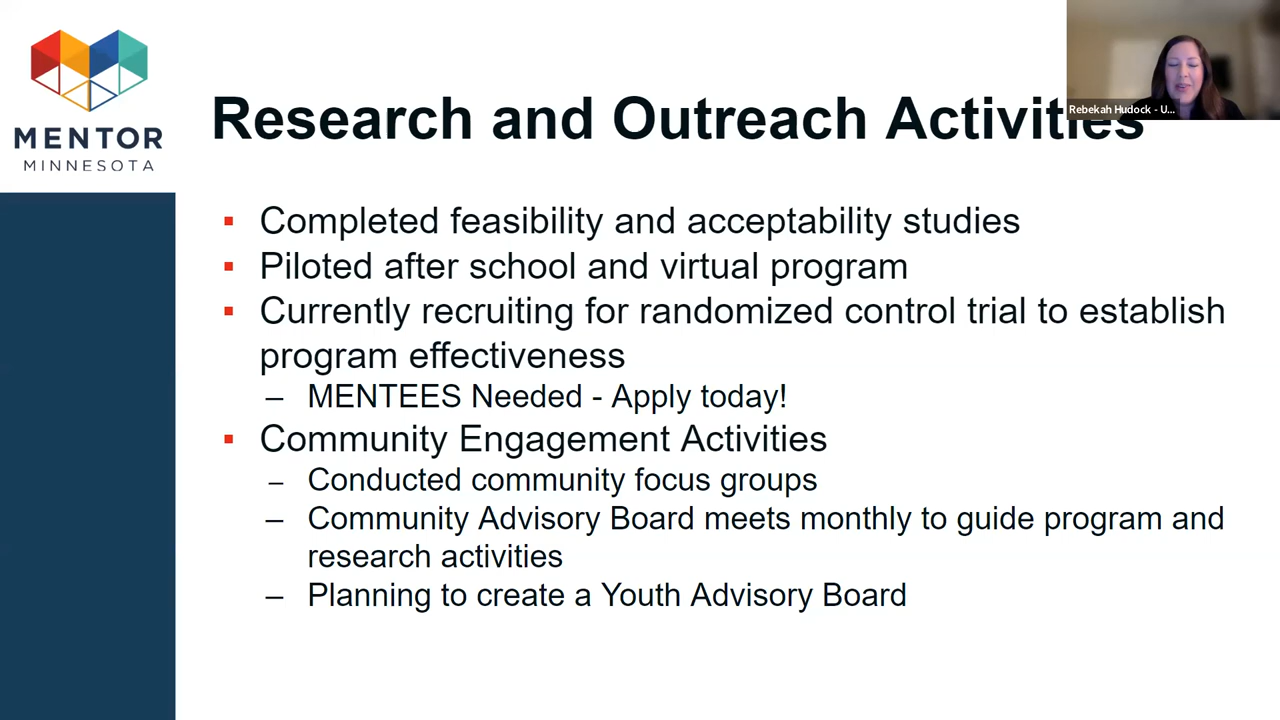 MENTOR
MINNESOTA
Rebekah Hudock - U...
Research and Outreach Activities
▪ Completed feasibility and acceptability studies
▪ Piloted after school and virtual program
▪ Currently recruiting for randomized control trial to establish
program effectiveness
– MENTEES Needed - Apply today!
▪ Community Engagement Activities
– Conducted community focus groups
– Community Advisory Board meets monthly to guide program and
research activities
– Planning to create a Youth Advisory Board